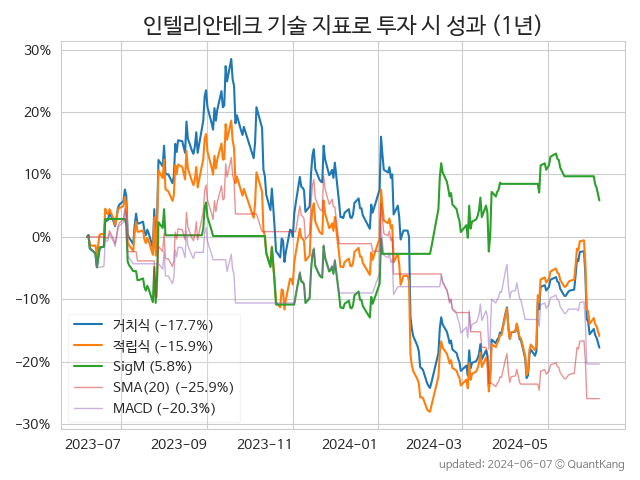 인텔리안테크 기술 지표로 투자 시 성과 (1년)
30%
20%
10%
0%
−10%
−20%
−30%
거치식 (−17.7%)
적립식 (−15.9%)
SigM (5.8%)
SMA(20) (−25.9%)
MACD (−20.3%)
2023-07
2023-09
2023-11
2024-01
2024-03
2024-05
updated: 2024-06-07 © QuantKang